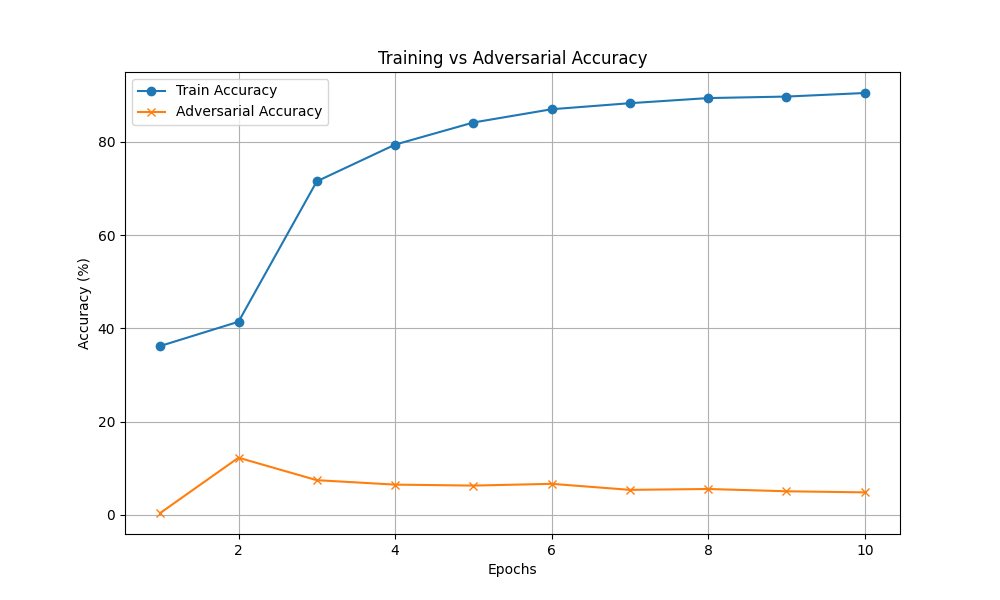 Training vs Adversarial Accuracy
Train Accuracy
Adversarial Accuracy
Accuracy (%)
80
60
40
20
0
2 4 6 8 10
Epochs